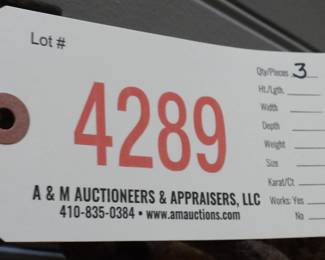 Lot #
4289
A & M AUCTIONEERS & APPRAISERS, LLC
410-835-0384 • www.amauctions.com
Qty/Pieces 3
Ht./Lgth.
Width
Depth
Weight
Size
Karat/Ct
Works: Yes
No